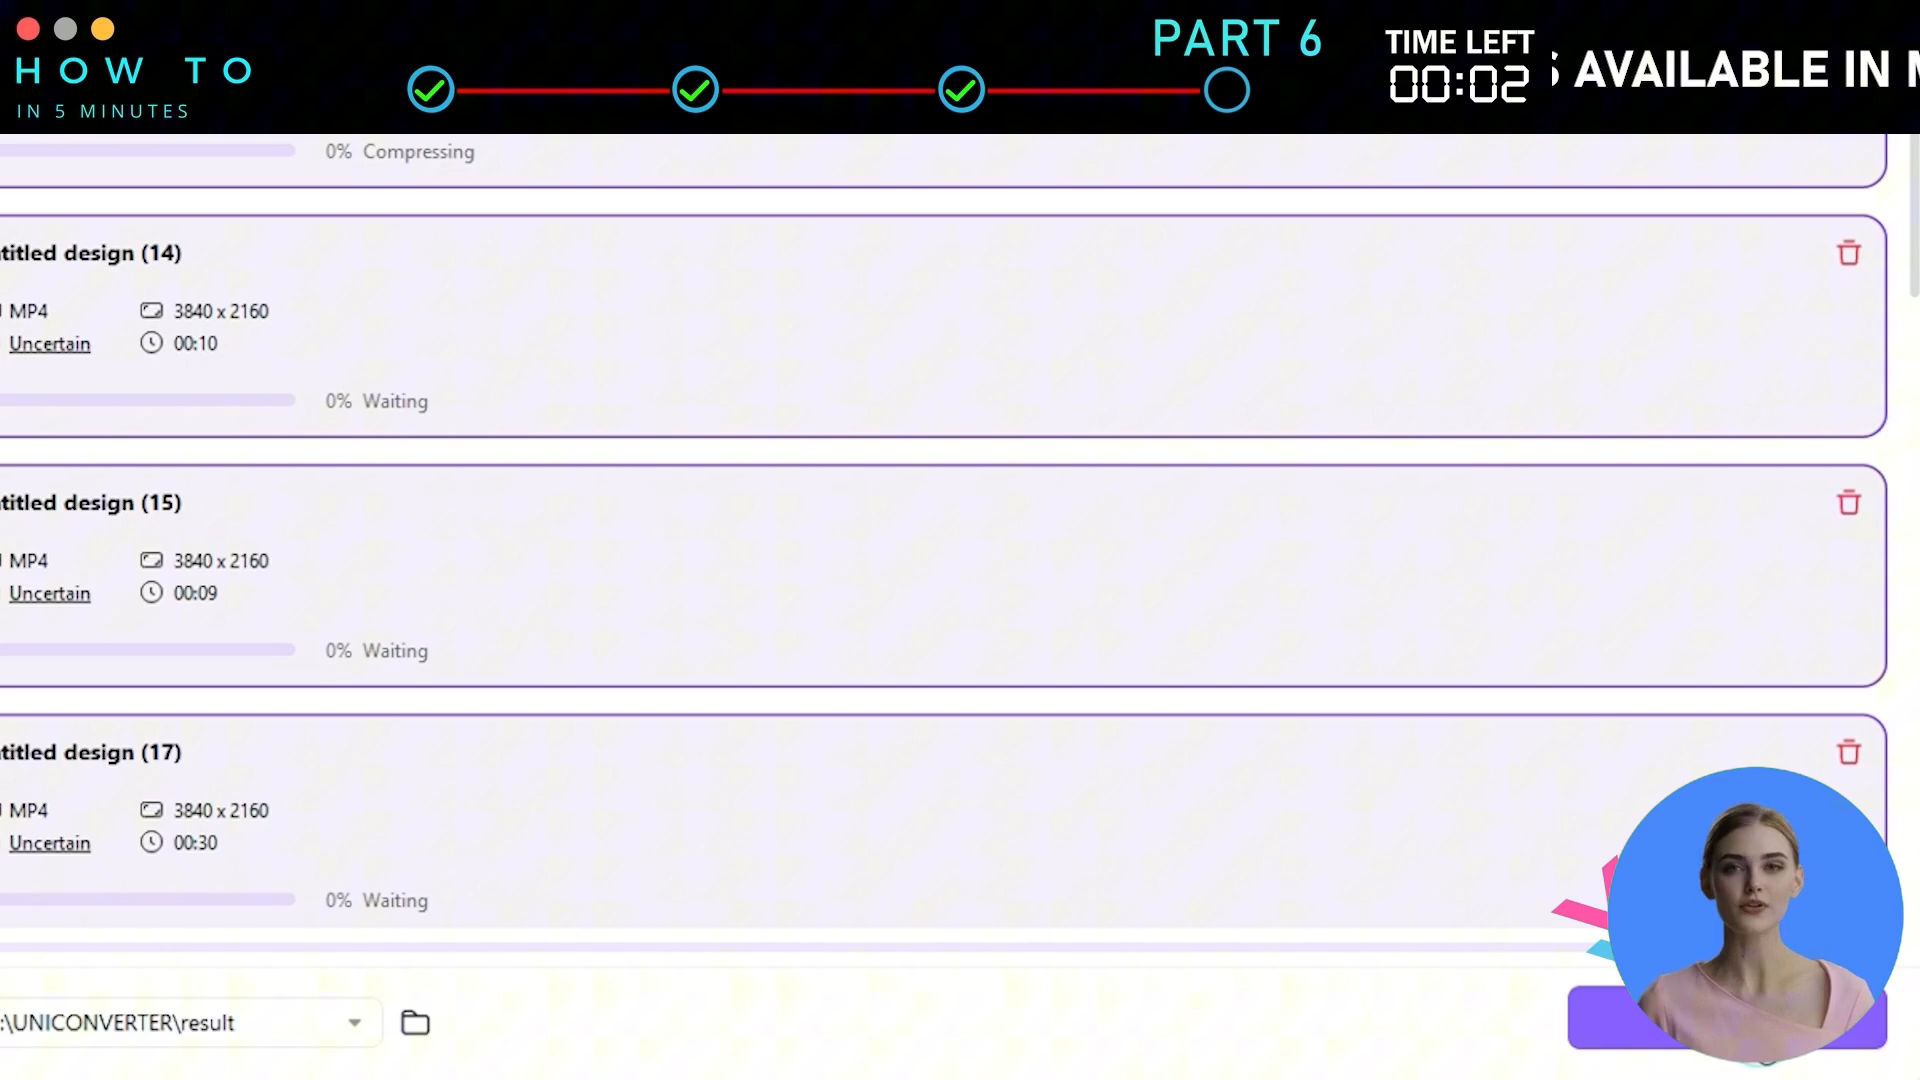 HOW TO
IN 5 MINUTES
PART 6
TIME LEFT
00:02
AVAILABLE IN
0% Compressing
titled design (14)
MP4
3840 x 2160
Uncertain
00:10
0% Waiting
titled design (15)
MP4
3840 x 2160
Uncertain
00:09
0% Waiting
titled design (17)
MP4
3840 x 2160
Uncertain
00:30
0% Waiting
:\UNICONVERTER\result